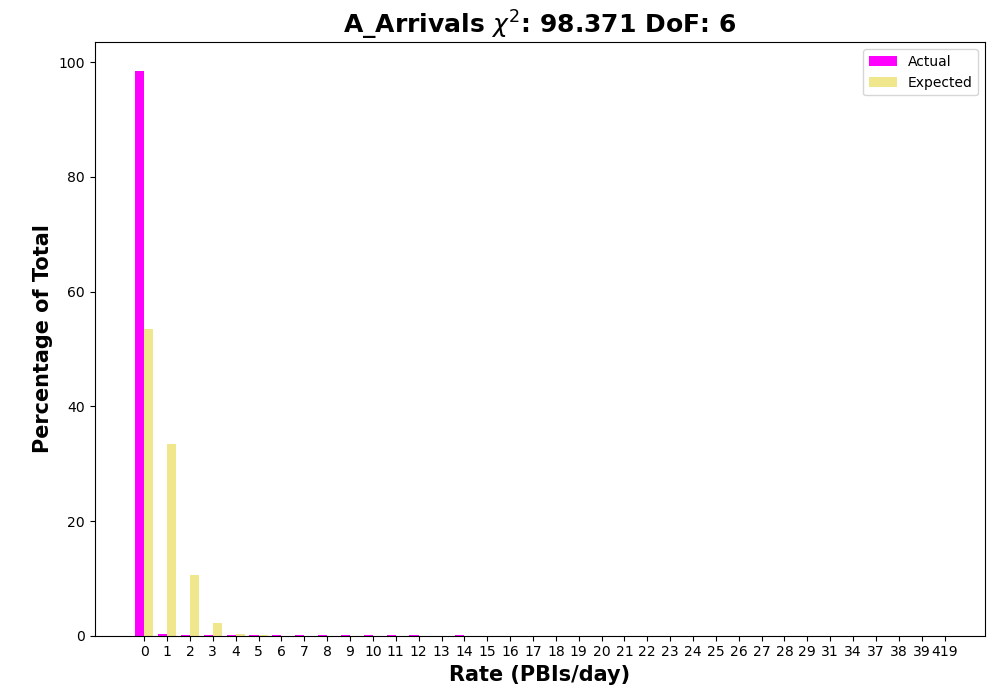 A_Arrivals χ²: 98.371 DoF: 6
Actual
Expected
Percentage of Total
100
80
60
40
20
0
0 1 2 3 4 5 6 7 8 9 10 11 12 13 14 15 16 17 18 19 20 21 22 23 24 25 26 27 28 29 31 34 37 38 39 419
Rate (PBIs/day)